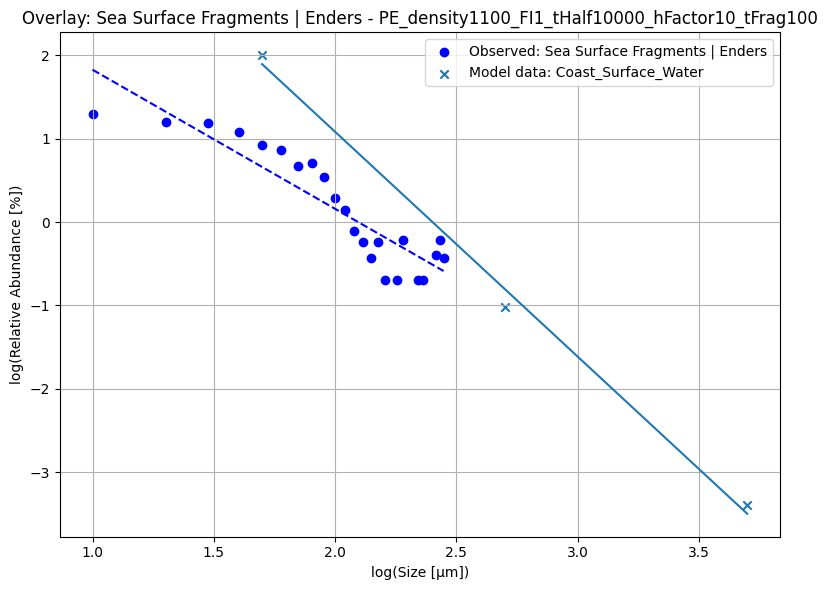 Overlay: Sea Surface Fragments | Enders - PE_density1100_FI1_tHalf10000_hFactor10_tFrag100
Observed: Sea Surface Fragments | Enders
Model data: Coast_Surface_Water
log(Relative Abundance [%])
2
1
0
−1
−2
−3
1.0 1.5 2.0 2.5 3.0 3.5
log(Size [μm])